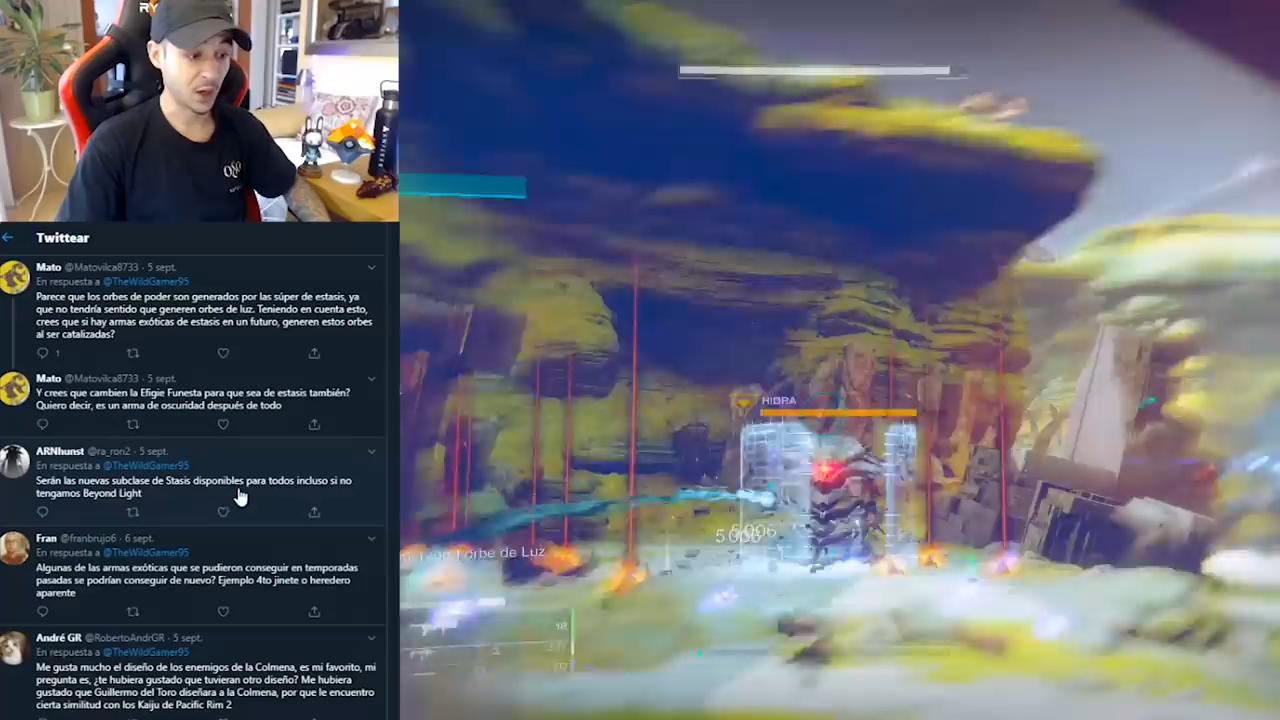 RY
Twittear
Mato @Matovilca8733 · 5 sept.
En respuesta a @TheWildGamer95
Parece que los orbes de poder son generados por las súper de estasis, ya
que no tendría sentido que generen orbes de luz. Teniendo en cuenta esto,
crees que si hay armas exóticas de estasis en un futuro, generen estos orbes
al ser catalizadas?
1
Mato @Matovilca8733 · 5 sept.
Y crees que cambien la Efigie Funesta para que sea de estasis también?
Quiero decir, es un arma de oscuridad después de todo
ARNhunst @ra_ron2 · 5 sept.
En respuesta a @TheWildGamer95
Serán las nuevas subclase de Stasis disponibles para todos incluso si no
tengamos Beyond Light
Fran @franbrujo6 · 6 sept.
En respuesta a @TheWildGamer95
Algunas de las armas exóticas que se pudieron conseguir en temporadas
pasadas se podrían conseguir de nuevo? Ejemplo 4to jinete o heredero
aparente
André GR @RobertoAndrGR · 5 sept.
En respuesta a @TheWildGamer95
Me gusta mucho el diseño de los enemigos de la Colmena, es mi favorito, mi
pregunta es, ¿te hubiera gustado que tuvieran otro diseño? Me hubiera
gustado que Guillermo del Toro diseñara a la Colmena, por que le encuentro
cierta similitud con los Kaiju de Pacific Rim 2
DESTINY
HIDRA
5.006
orbe de Luz